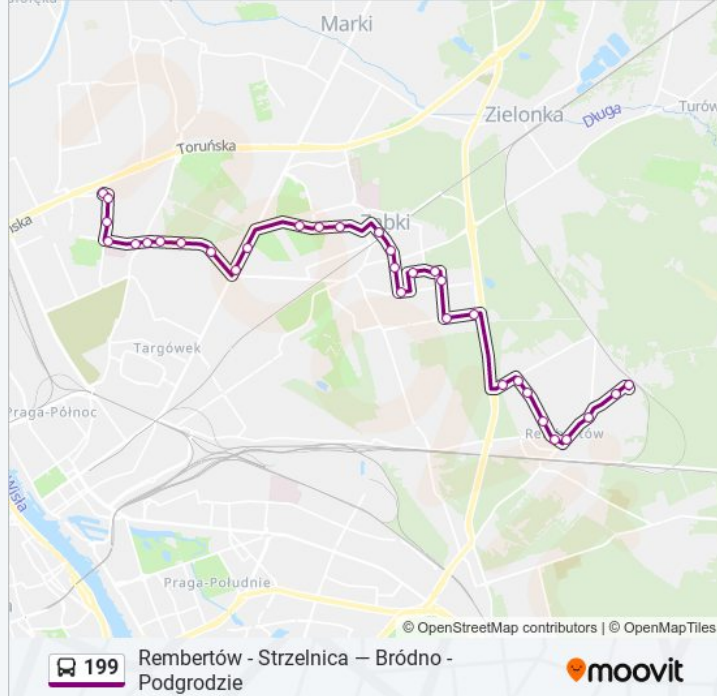 Marki
Zielonka
Długa
Turów
Toruńska
Ząbki
Targówek
Praga-Północ
Rembertów
Wisła
Praga-Południe
© OpenStreetMap contributors | © OpenMapTiles
199
Rembertów - Strzelnica — Bródno -
Podgrodzie
moovit